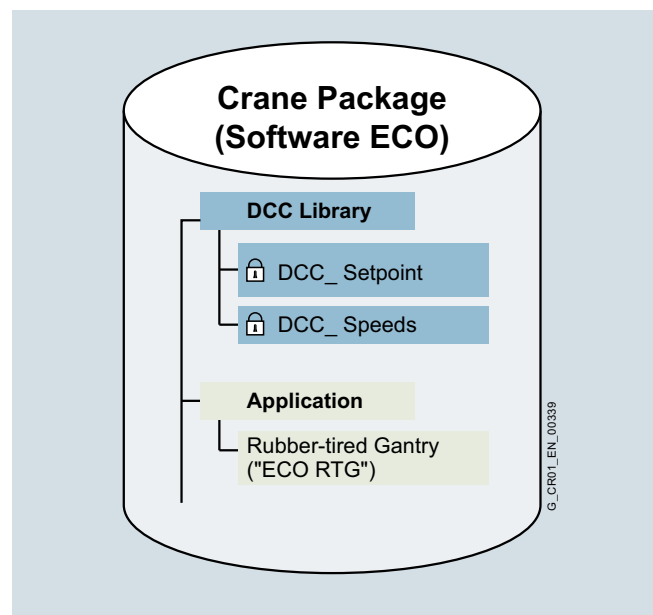 Crane Package
(Software ECO)
DCC Library
DCC_ Setpoint
DCC_ Speeds
Application
Rubber-tired Gantry
("ECO RTG")
G_CR01_EN_00339